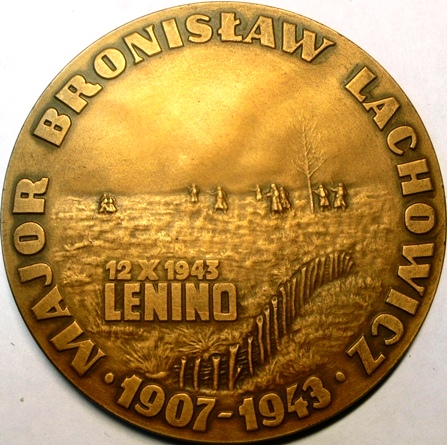 MAJOR BRONISŁAW LACHOWICZ
12 X 1943
LENINO
· 1907-1943 ·